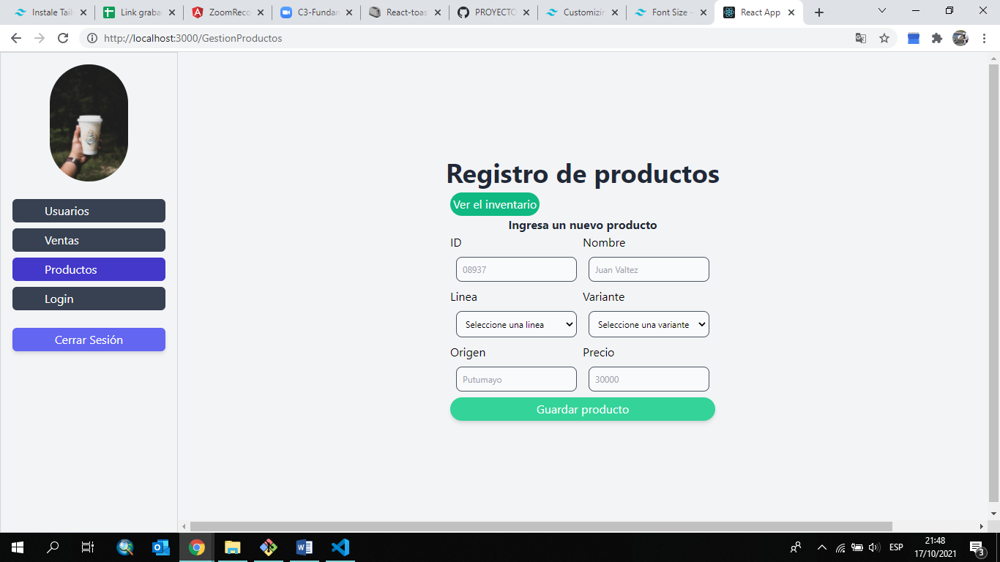 Instale Tail
Link graba
ZoomReco
C3-Fundar
React-toas
PROYECTO
Customizin
Font Size -
React App
http://localhost:3000/GestionProductos
Usuarios
Ventas
Productos
Login
Cerrar Sesión
Registro de productos
Ver el inventario
Ingresa un nuevo producto
ID Nombre
08937 Juan Valtez
Linea Variante
Seleccione una linea Seleccione una variante
Origen Precio
Putumayo 30000
Guardar producto
ESP
21:48
17/10/2021
3